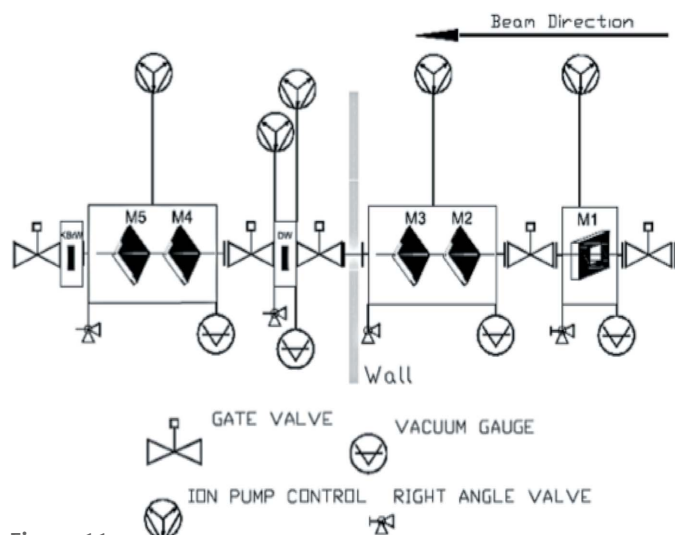 Beam Direction
M5 M4 M3 M2 M1
KBrW DW
Wall
GATE VALVE VACUUM GAUGE
ION PUMP CONTROL RIGHT ANGLE VALVE